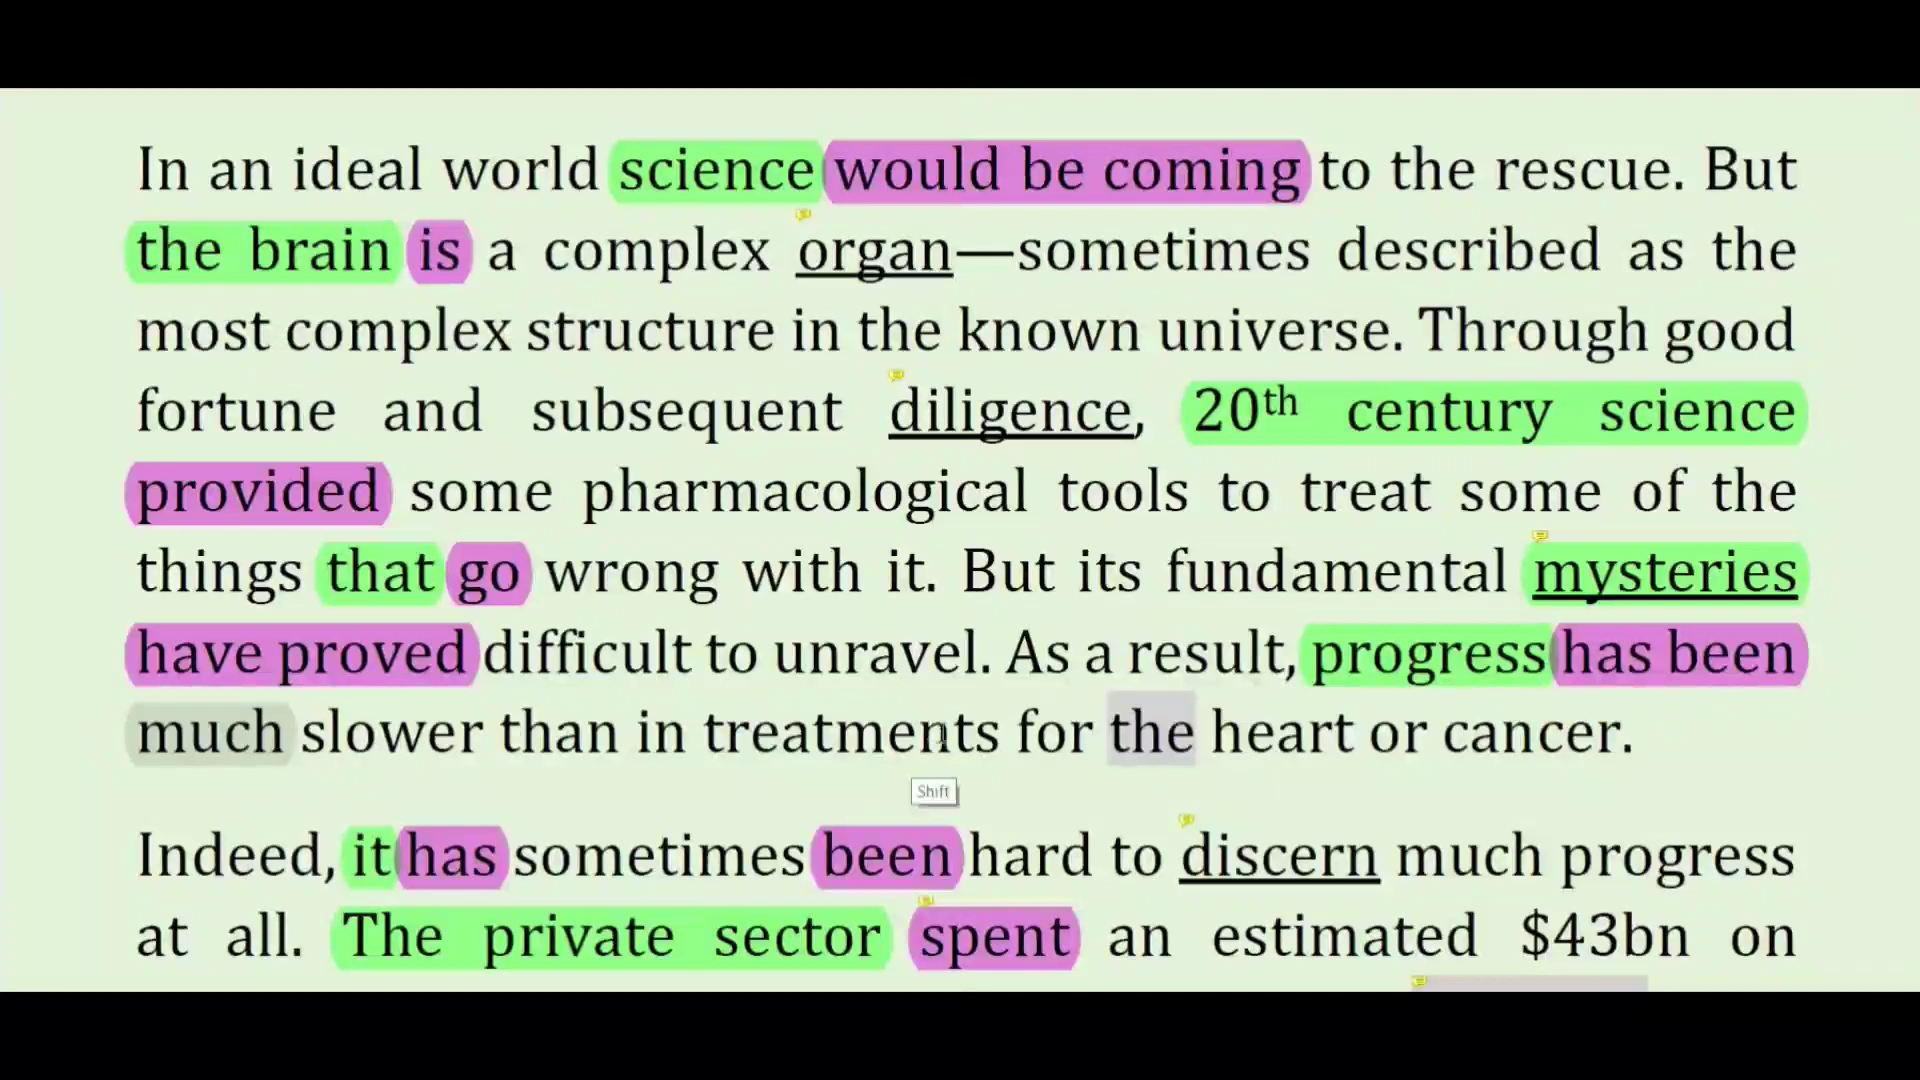 In an ideal world science would be coming to the rescue. But
the brain is a complex organ—sometimes described as the
most complex structure in the known universe. Through good
fortune and subsequent diligence, 20th century science
provided some pharmacological tools to treat some of the
things that go wrong with it. But its fundamental mysteries
have proved difficult to unravel. As a result, progress has been
much slower than in treatments for the heart or cancer.
Shift
Indeed, it has sometimes been hard to discern much progress
at all. The private sector spent an estimated $43bn on